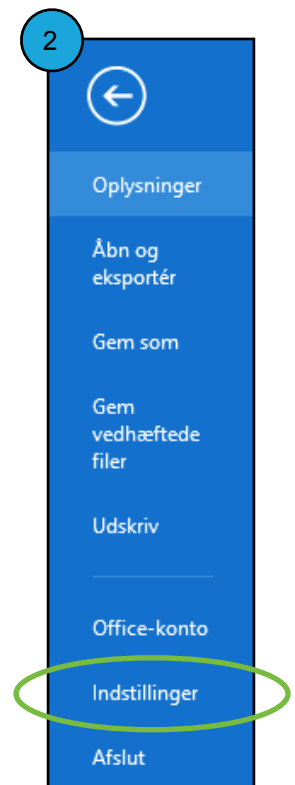 2
Oplysninger
Åbn og
eksportér
Gem som
Gem
vedhæftede
filer
Udskriv
Office-konto
Indstillinger
Afslut